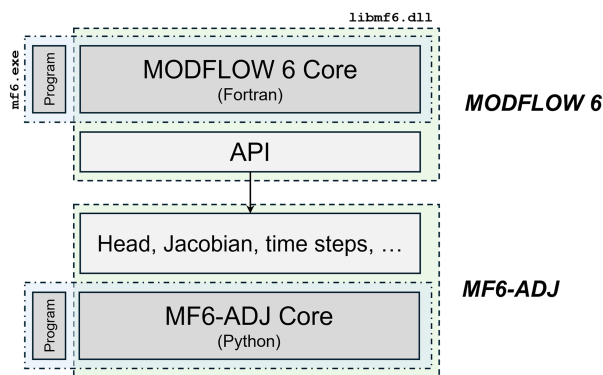 libmf6.dll
mf6.exe
Program
MODFLOW 6 Core
(Fortran)
MODFLOW 6
API
Head, Jacobian, time steps, …
MF6-ADJ
Program
MF6-ADJ Core
(Python)